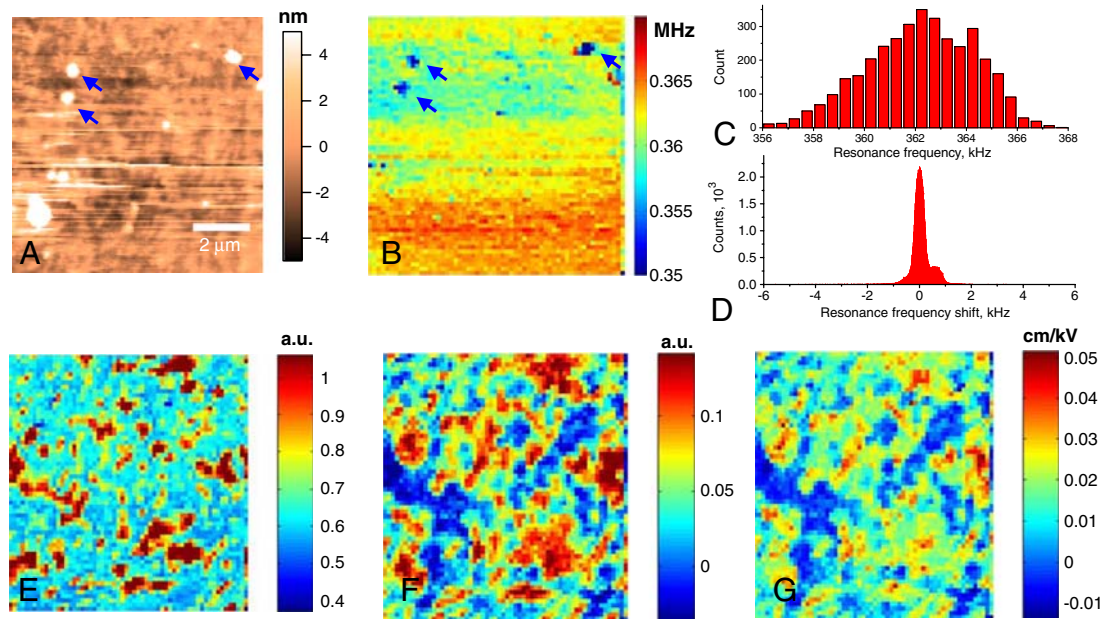 nm
4
2
0
-2
-4
2 μm
A
MHz
0.365
0.36
0.355
0.35
B
Count
300
200
100
0
356 358 360 362 364 366 368
Resonance frequency, kHz
C
Counts, 10³
2.0
1.5
1.0
0.5
0.0
-6 -4 -2 0 2 4 6
Resonance frequency shift, kHz
D
a.u.
1
0.9
0.8
0.7
0.6
0.5
0.4
E
a.u.
0.1
0.05
0
F
cm/kV
0.05
0.04
0.03
0.02
0.01
0
-0.01
G